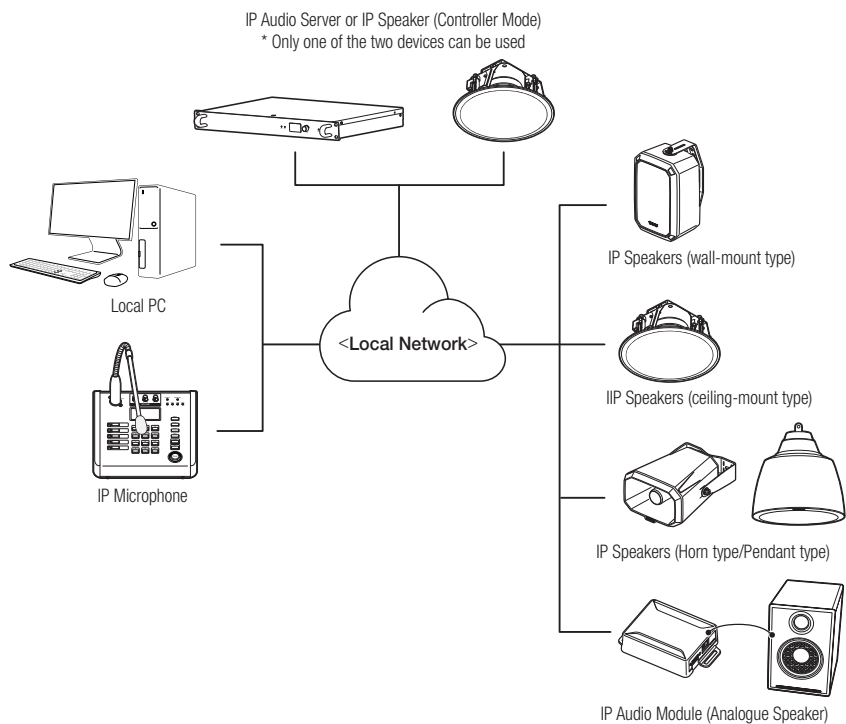 IP Audio Server or IP Speaker (Controller Mode)
* Only one of the two devices can be used
Local PC
IP Microphone
<Local Network>
IP Speakers (wall-mount type)
IIP Speakers (ceiling-mount type)
IP Speakers (Horn type/Pendant type)
IP Audio Module (Analogue Speaker)